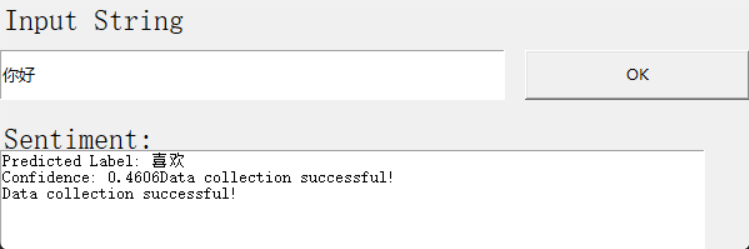 Input String
你好
OK
Sentiment:
Predicted Label: 喜欢
Confidence: 0.4606Data collection successful!
Data collection successful!